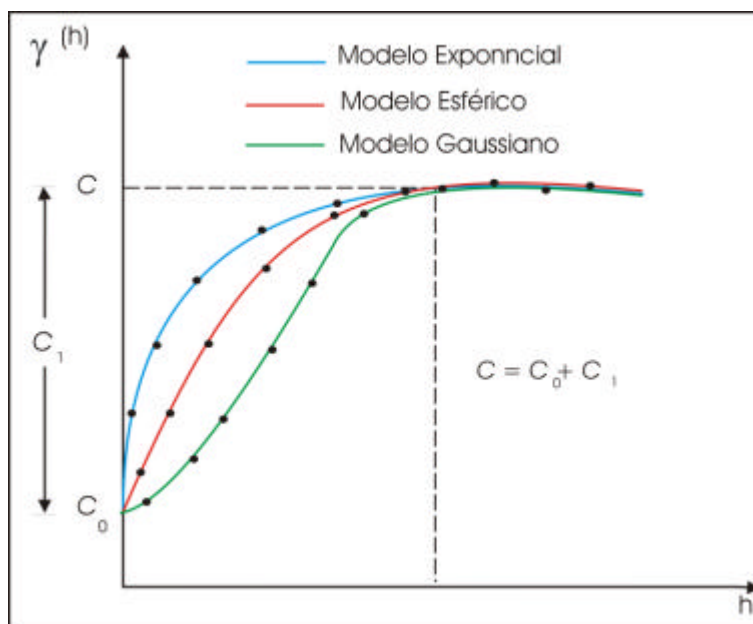 γ (h)
Modelo Exponncial
Modelo Esférico
Modelo Gaussiano
C
C1
C = C0+ C1
C0
h